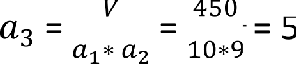 a₃ = V / a₁* a₂ = 450 / 10*9 = 5